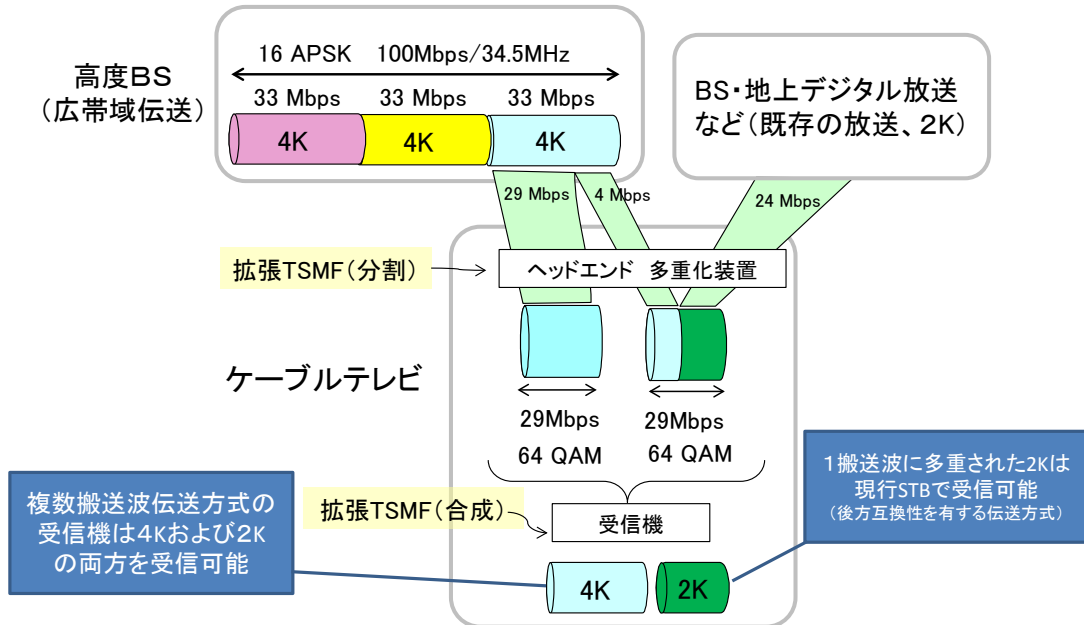 16 APSK 100Mbps/34.5MHz
高度BS
（広帯域伝送）
33 Mbps 33 Mbps 33 Mbps
4K 4K 4K
BS・地上デジタル放送
など（既存の放送、2K）
29 Mbps 4 Mbps 24 Mbps
拡張TSMF（分割）
ヘッドエンド 多重化装置
ケーブルテレビ
29Mbps 29Mbps
64 QAM 64 QAM
複数搬送波伝送方式の
受信機は4Kおよび2K
の両方を受信可能
1搬送波に多重された2Kは
現行STBで受信可能
（後方互換性を有する伝送方式）
拡張TSMF（合成）
受信機
4K 2K